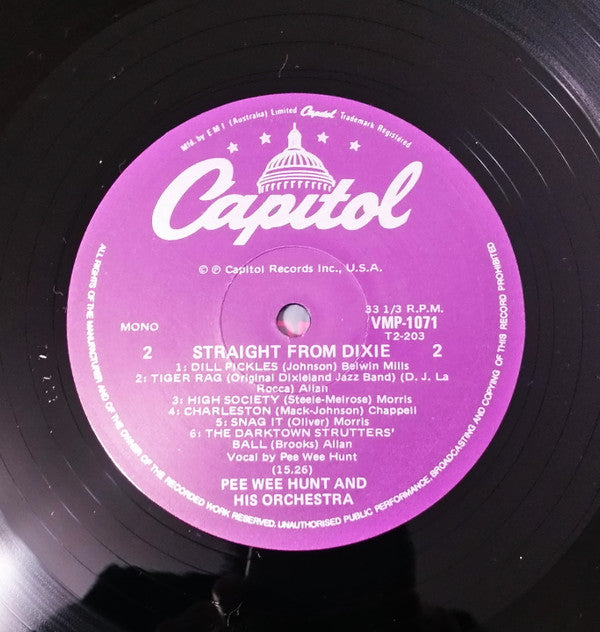 Mfd. by E M I (Australia) Limited Capitol Trademark Registered
Capitol
© ℗ Capitol Records Inc., U.S.A.
33 1/3 R.P.M.
MONO
VMP-1071
T2-203
2 STRAIGHT FROM DIXIE 2
1: DILL PICKLES (Johnson) Belwin Mills
2: TIGER RAG (Original Dixieland Jazz Band) (D. J. La
Rocca) Allan
3: HIGH SOCIETY (Steele-Melrose) Morris
4: CHARLESTON (Mack-Johnson) Chappell
5: SNAG IT (Oliver) Morris
6: THE DARKTOWN STRUTTERS'
BALL (Brooks) Allan
Vocal by Pee Wee Hunt
(15.26)
PEE WEE HUNT AND
HIS ORCHESTRA
ALL RIGHTS OF THE MANUFACTURER AND OF THE OWNER OF THE RECORDED WORK RESERVED. UNAUTHORISED PUBLIC PERFORMANCE, BROADCASTING AND COPYING OF THIS RECORD PROHIBITED